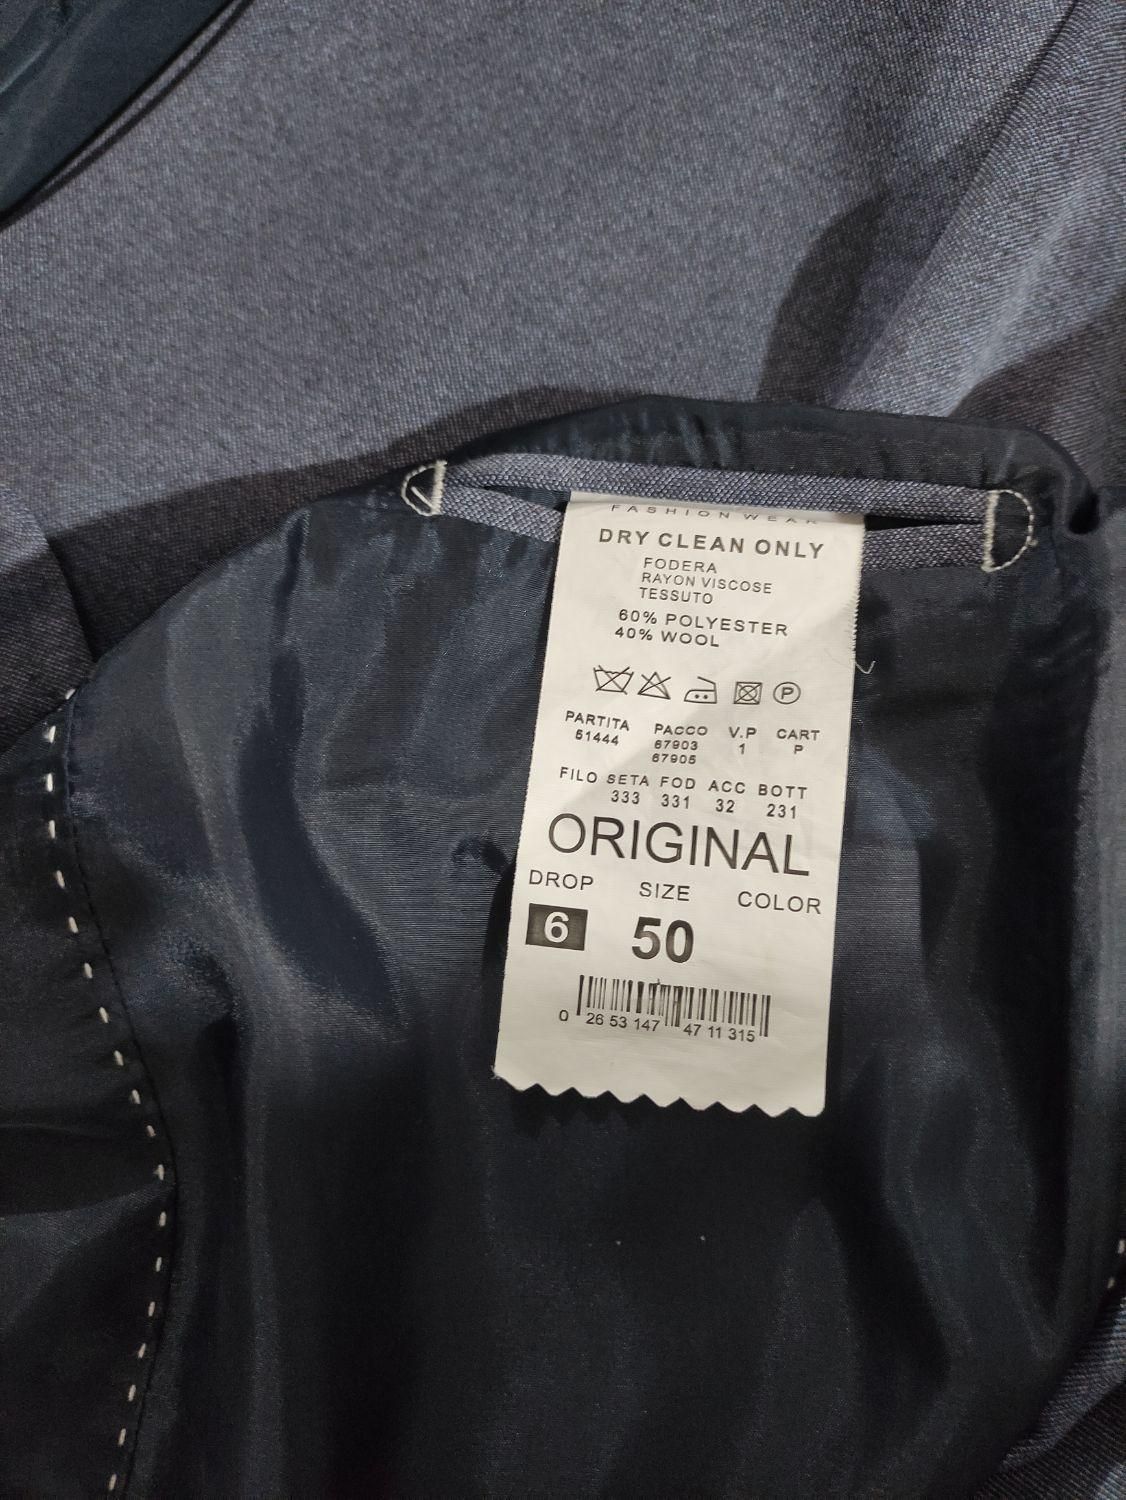 FASHION WEAR
DRY CLEAN ONLY
FODERA
RAYON VISCOSE
TESSUTO
60% POLYESTER
40% WOOL
P
PARTITA PACCO V.P CART
51444 67903 1 P
67905
FILO SETA FOD ACC BOTT
333 331 32 231
ORIGINAL
DROP SIZE COLOR
6 50
0 26 53 147 47 11 315